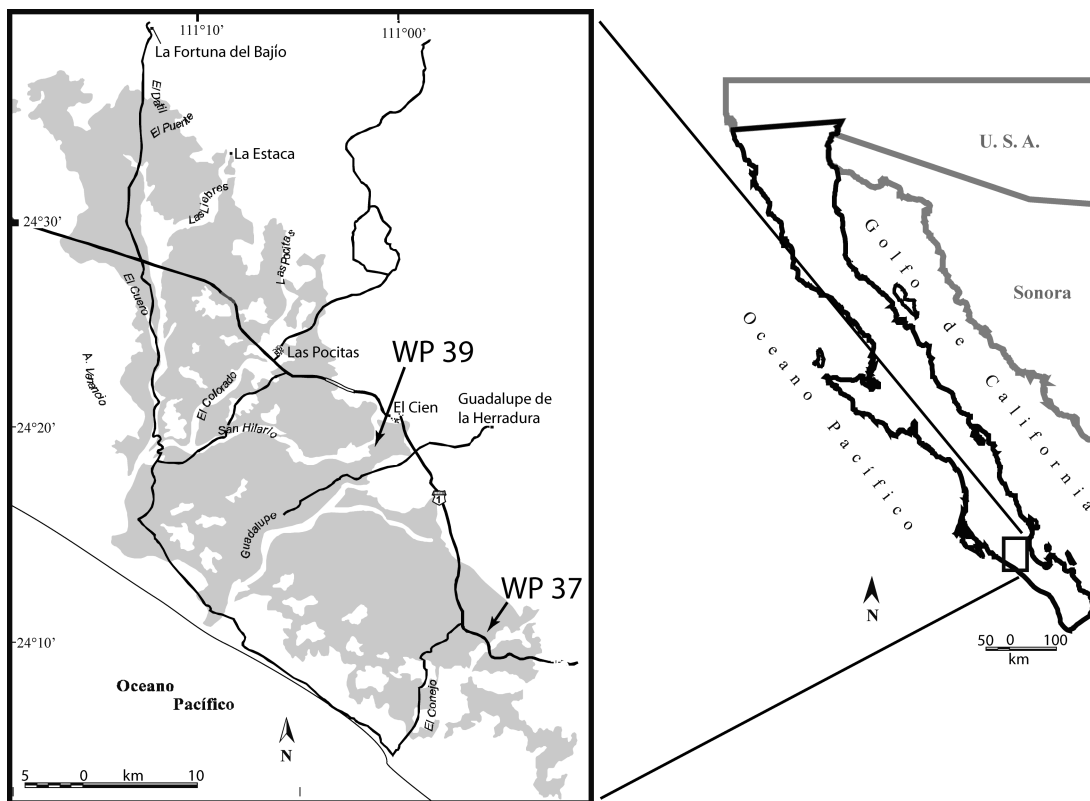 111°10’
111°00’
La Fortuna del Bajío
El Datil
El Puente
La Estaca
Las Liebres
24°30’
Las Pocitas
El Cuero
Las Pocitas
WP 39
A. Venancio
El Colorado
El Cien
Guadalupe de
la Herradura
24°20’
San Hilario
1
Guadalupe
WP 37
24°10’
Oceano
Pacífico
El Conejo
N
5 0 km 10
U. S. A.
Golfo de California
Sonora
Oceano Pacífico
N
50 0 100
km